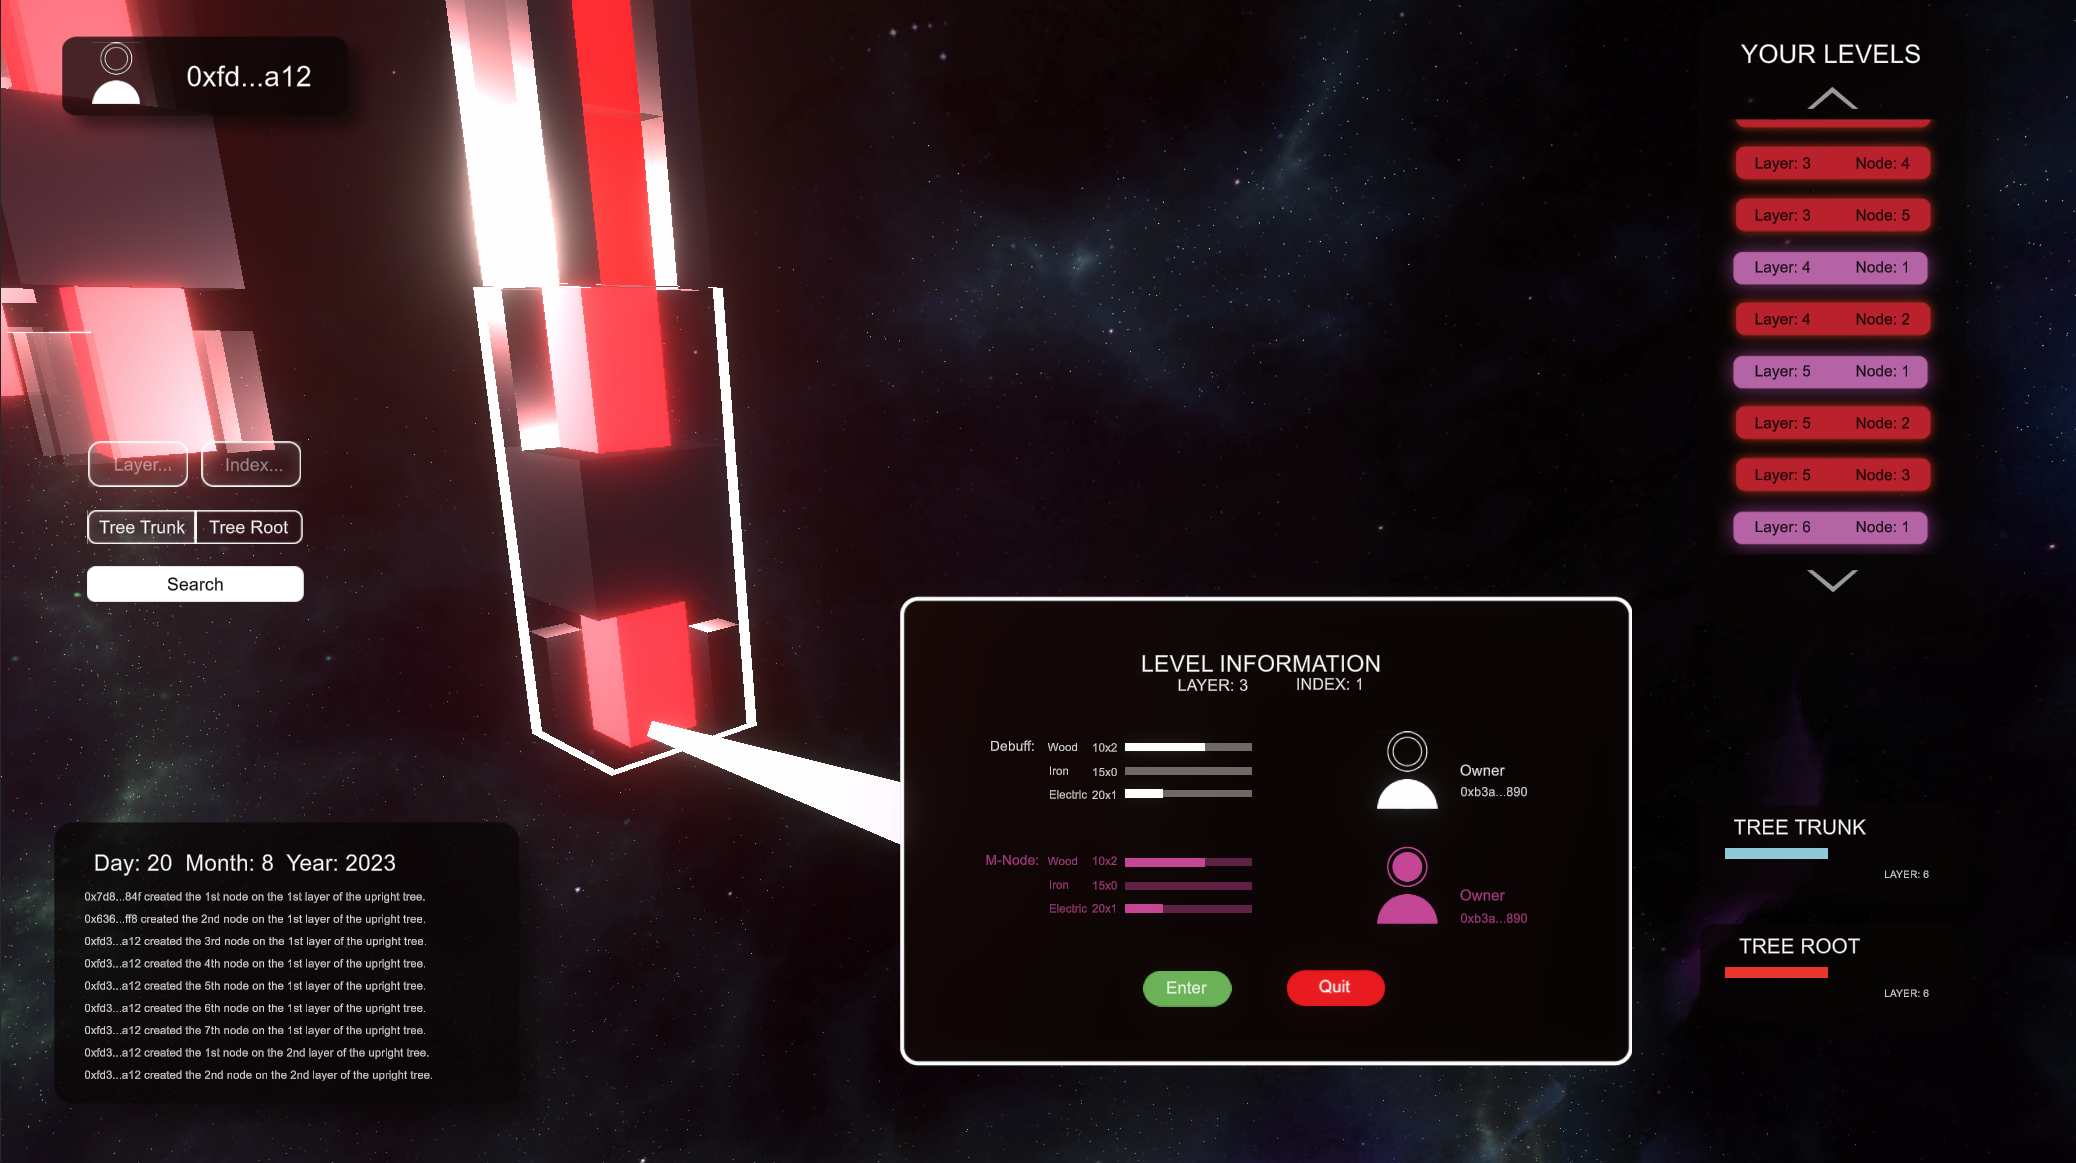 0xfd...a12
Layer...
Index...
Tree Trunk
Tree Root
Search
Day: 20 Month: 8 Year: 2023
0x7d8...84f created the 1st node on the 1st layer of the upright tree.
0x636...ff8 created the 2nd node on the 1st layer of the upright tree.
0xfd3...a12 created the 3rd node on the 1st layer of the upright tree.
0xfd3...a12 created the 4th node on the 1st layer of the upright tree.
0xfd3...a12 created the 5th node on the 1st layer of the upright tree.
0xfd3...a12 created the 6th node on the 1st layer of the upright tree.
0xfd3...a12 created the 7th node on the 1st layer of the upright tree.
0xfd3...a12 created the 1st node on the 2nd layer of the upright tree.
0xfd3...a12 created the 2nd node on the 2nd layer of the upright tree.
LEVEL INFORMATION
LAYER: 3 INDEX: 1
Debuff: Wood 10x2
Iron 15x0
Electric 20x1
Owner
0xb3a...890
M-Node: Wood 10x2
Iron 15x0
Electric 20x1
Owner
0xb3a...890
Enter
Quit
YOUR LEVELS
Layer: 3 Node: 4
Layer: 3 Node: 5
Layer: 4 Node: 1
Layer: 4 Node: 2
Layer: 5 Node: 1
Layer: 5 Node: 2
Layer: 5 Node: 3
Layer: 6 Node: 1
TREE TRUNK
LAYER: 6
TREE ROOT
LAYER: 6